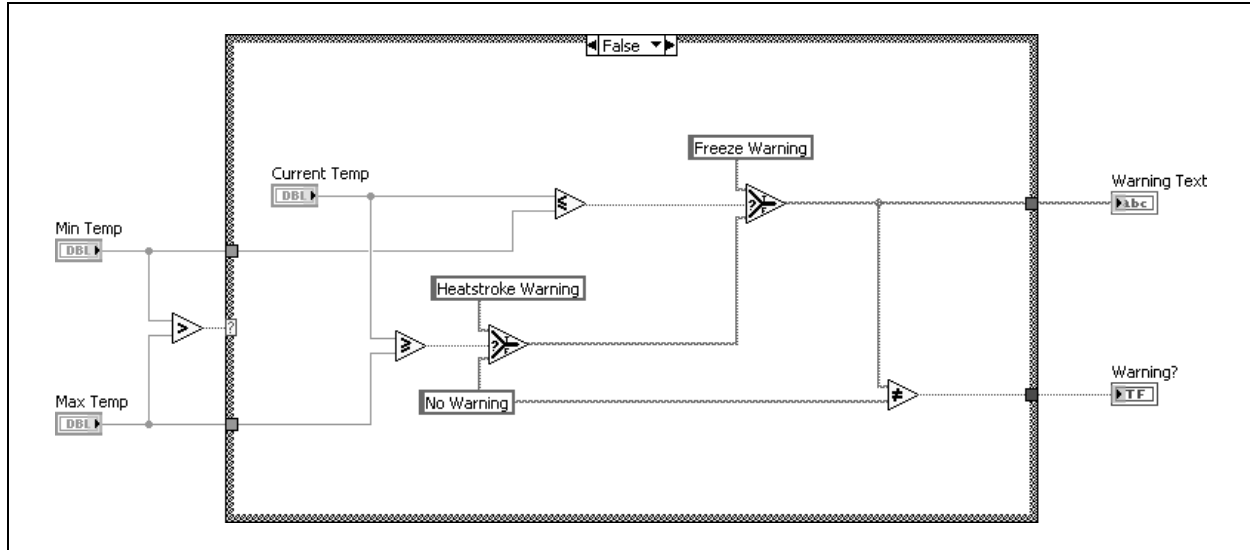 False
Freeze Warning
Current Temp
DBL
Warning Text
abc
Min Temp
DBL
?
T
F
Heatstroke Warning
>
?
≤
≥
?
T
F
No Warning
≠
Warning?
TF
Max Temp
DBL